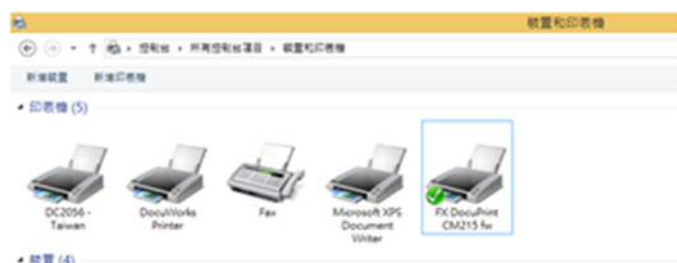 裝置和印表機
控制台 ▸ 所有控制台項目 ▸ 裝置和印表機
新增裝置 新增印表機
印表機 (5)
DC2056 -
Taiwan
DocuWorks
Printer
Fax
Microsoft XPS
Document
Writer
FX DocuPrint
CM215 fw
裝置 (4)